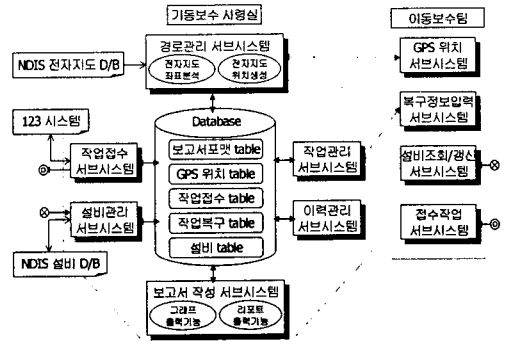 기동보수 사령실
이동보수팀
경로관리 서브시스템
전자지도
좌표분석
전자지도
위치생성
NDIS 전자지도 D/B
GPS 위치
서브시스템
123 시스템
Database
복구정보입력
서브시스템
작업접수
서브시스템
보고서포맷 table
GPS 위치 table
작업접수 table
작업복구 table
설비 table
작업관리
서브시스템
설비조회/갱신
서브시스템
설비관리
서브시스템
이력관리
서브시스템
접수작업
서브시스템
NDIS 설비 D/B
보고서 작성 서브시스템
그래프
출력기능
리포트
출력기능